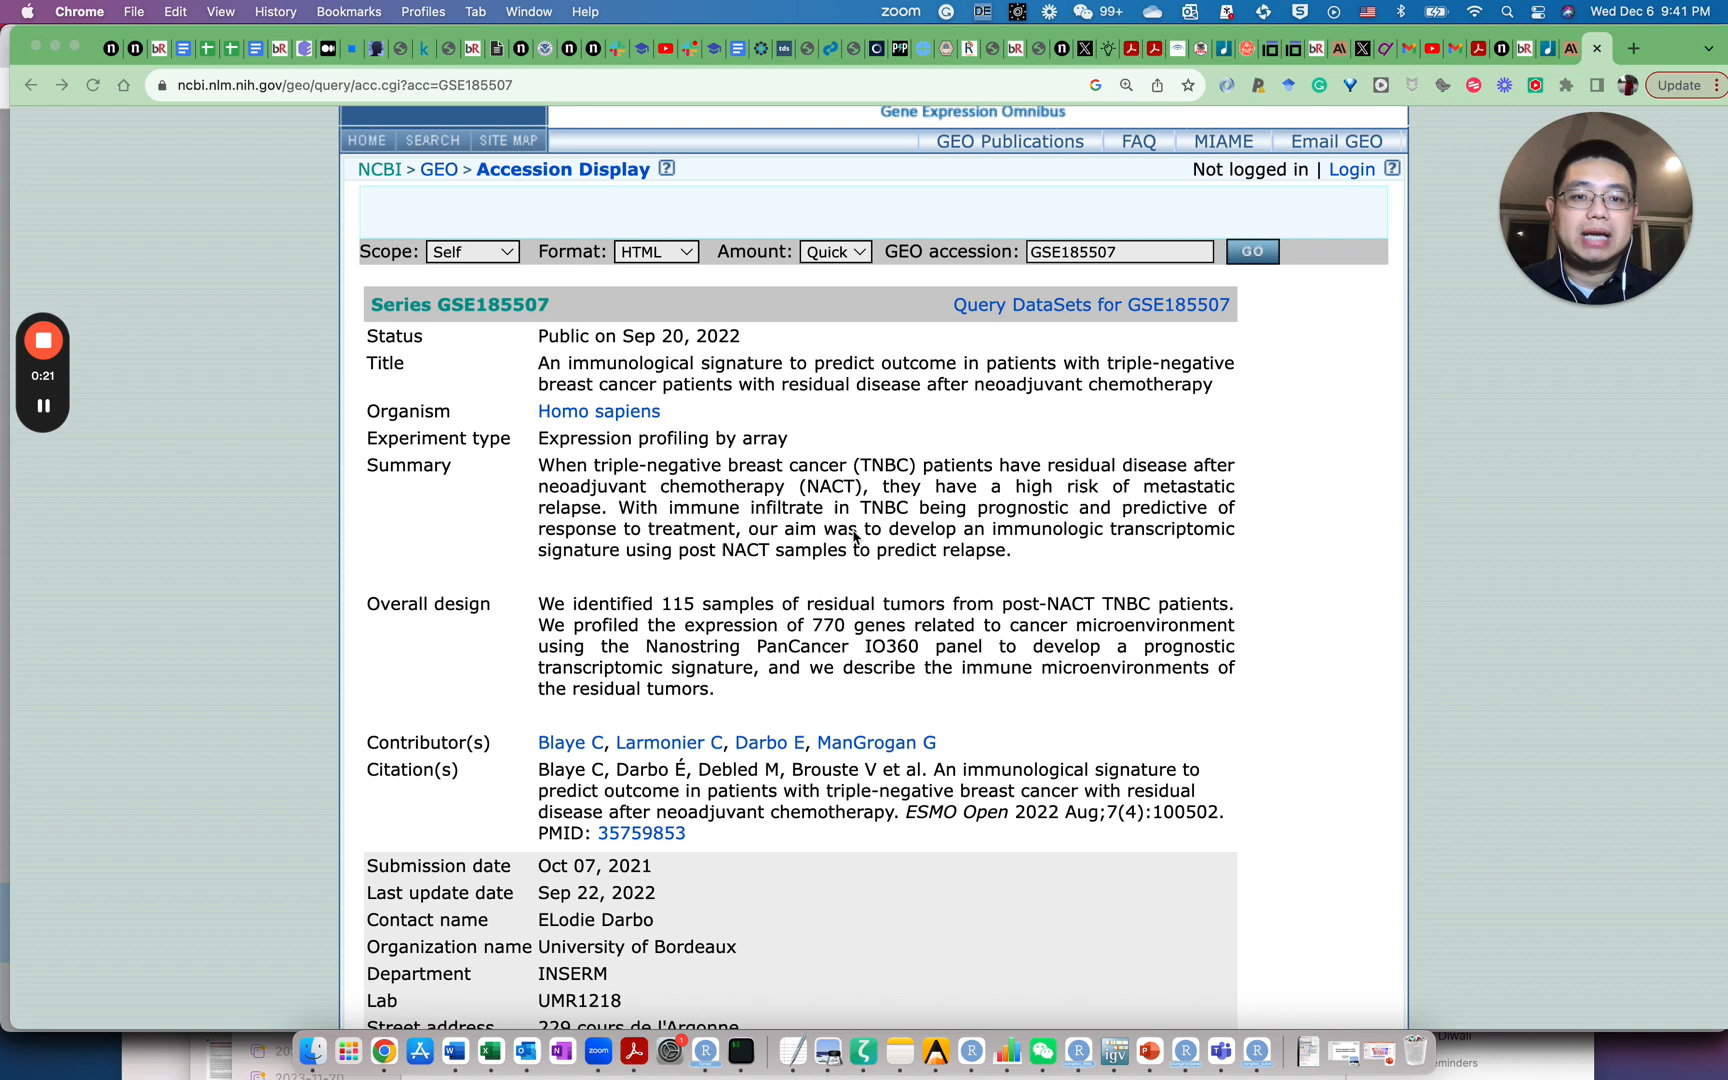 Chrome File Edit View History Bookmarks Profiles Tab Window Help zoom DE 99+ Wed Dec 6 9:41 PM
ncbi.nlm.nih.gov/geo/query/acc.cgi?acc=GSE185507 Update
Gene Expression Omnibus
HOME SEARCH SITE MAP GEO Publications FAQ MIAME Email GEO
NCBI > GEO > Accession Display ? Not logged in | Login ?
Scope: Self Format: HTML Amount: Quick GEO accession: GSE185507 GO
Series GSE185507 Query DataSets for GSE185507
Status Public on Sep 20, 2022
Title An immunological signature to predict outcome in patients with triple-negative
breast cancer patients with residual disease after neoadjuvant chemotherapy
Organism Homo sapiens
Experiment type Expression profiling by array
Summary When triple-negative breast cancer (TNBC) patients have residual disease after
neoadjuvant chemotherapy (NACT), they have a high risk of metastatic
relapse. With immune infiltrate in TNBC being prognostic and predictive of
response to treatment, our aim was to develop an immunologic transcriptomic
signature using post NACT samples to predict relapse.
Overall design We identified 115 samples of residual tumors from post-NACT TNBC patients.
We profiled the expression of 770 genes related to cancer microenvironment
using the Nanostring PanCancer IO360 panel to develop a prognostic
transcriptomic signature, and we describe the immune microenvironments of
the residual tumors.
Contributor(s) Blaye C, Larmonier C, Darbo E, ManGrogan G
Citation(s) Blaye C, Darbo É, Debled M, Brouste V et al. An immunological signature to
predict outcome in patients with triple-negative breast cancer with residual
disease after neoadjuvant chemotherapy. ESMO Open 2022 Aug;7(4):100502.
PMID: 35759853
Submission date Oct 07, 2021
Last update date Sep 22, 2022
Contact name ELodie Darbo
Organization name University of Bordeaux
Department INSERM
Lab UMR1218
Street address 229 cours de l'Argonne
0:21